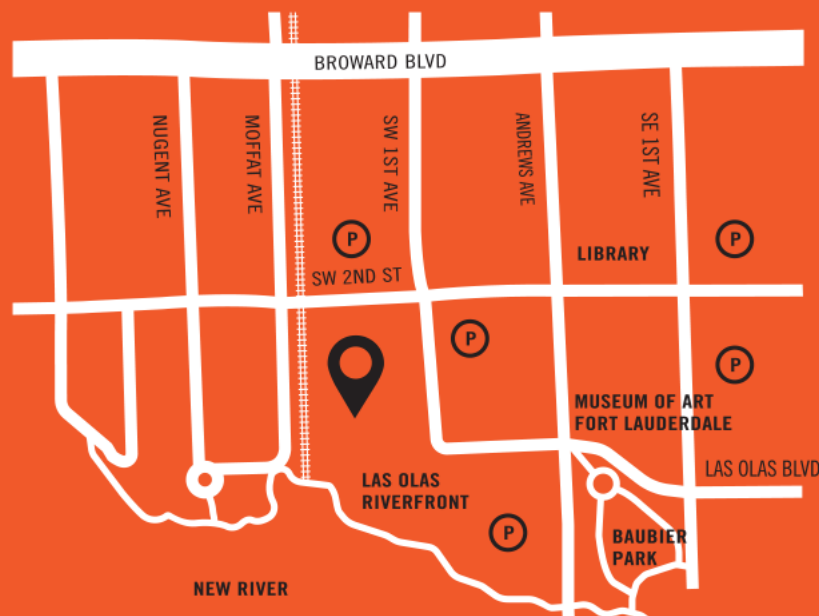 BROWARD BLVD
NUGENT AVE
MOFFAT AVE
SW 1ST AVE
ANDREWS AVE
SE 1ST AVE
P
P
LIBRARY
SW 2ND ST
P
P
MUSEUM OF ART
FORT LAUDERDALE
LAS OLAS BLVD
LAS OLAS
RIVERFRONT
P
BAUBIER
PARK
NEW RIVER